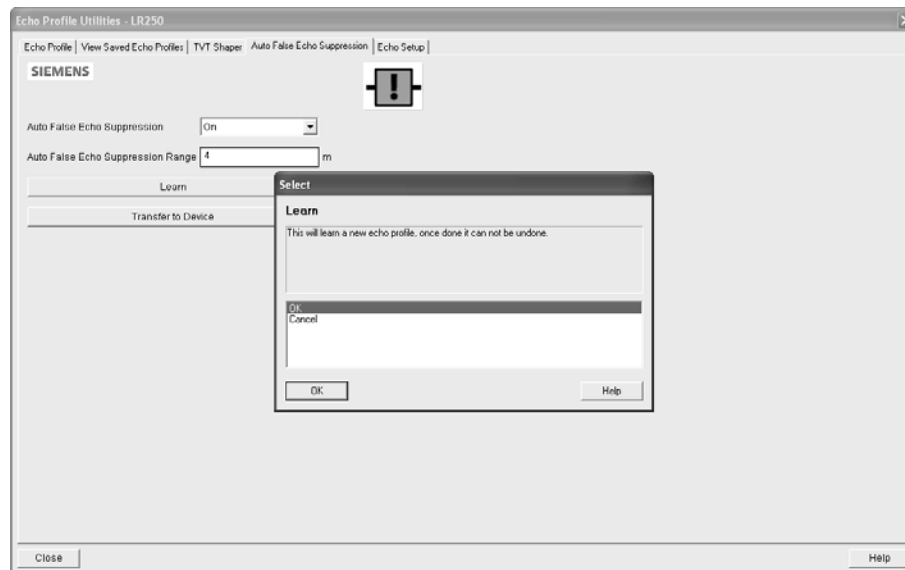 Echo Profile Utilities - LR250
Echo Profile View Saved Echo Profiles TVT Shaper Auto False Echo Suppression Echo Setup
SIEMENS
Auto False Echo Suppression On
Auto False Echo Suppression Range 4 m
Learn
Transfer to Device
Select
Learn
This will learn a new echo profile, once done it can not be undone.
OK
Cancel
OK Help
Close Help